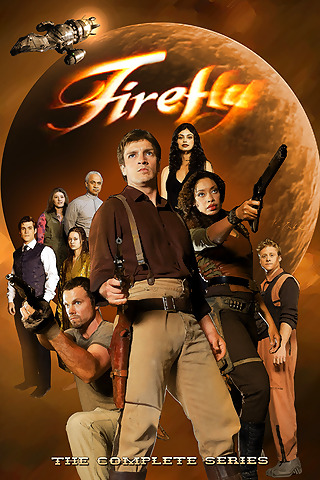 Firefly
THE COMPLETE SERIES